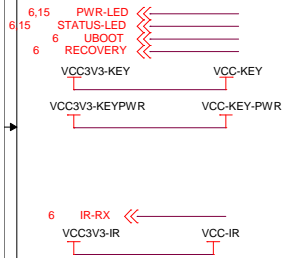 6,15 PWR-LED
6,15 STATUS-LED
6 UBOOT
6 RECOVERY
VCC3V3-KEY VCC-KEY
VCC3V3-KEYPWR VCC-KEY-PWR
6 IR-RX
VCC3V3-IR VCC-IR